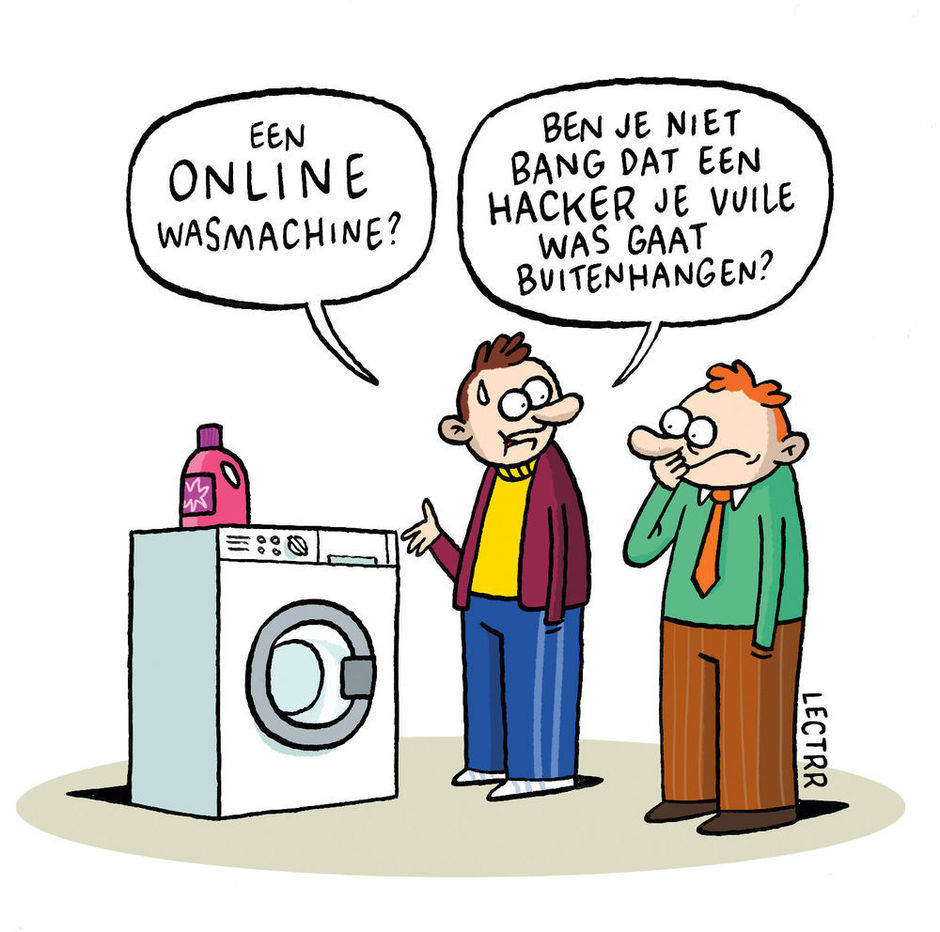 EEN
ONLINE
WASMACHINE?
BEN JE NIET
BANG DAT EEN
HACKER JE VUILE
WAS GAAT
BUITENHANGEN?
LECTRR